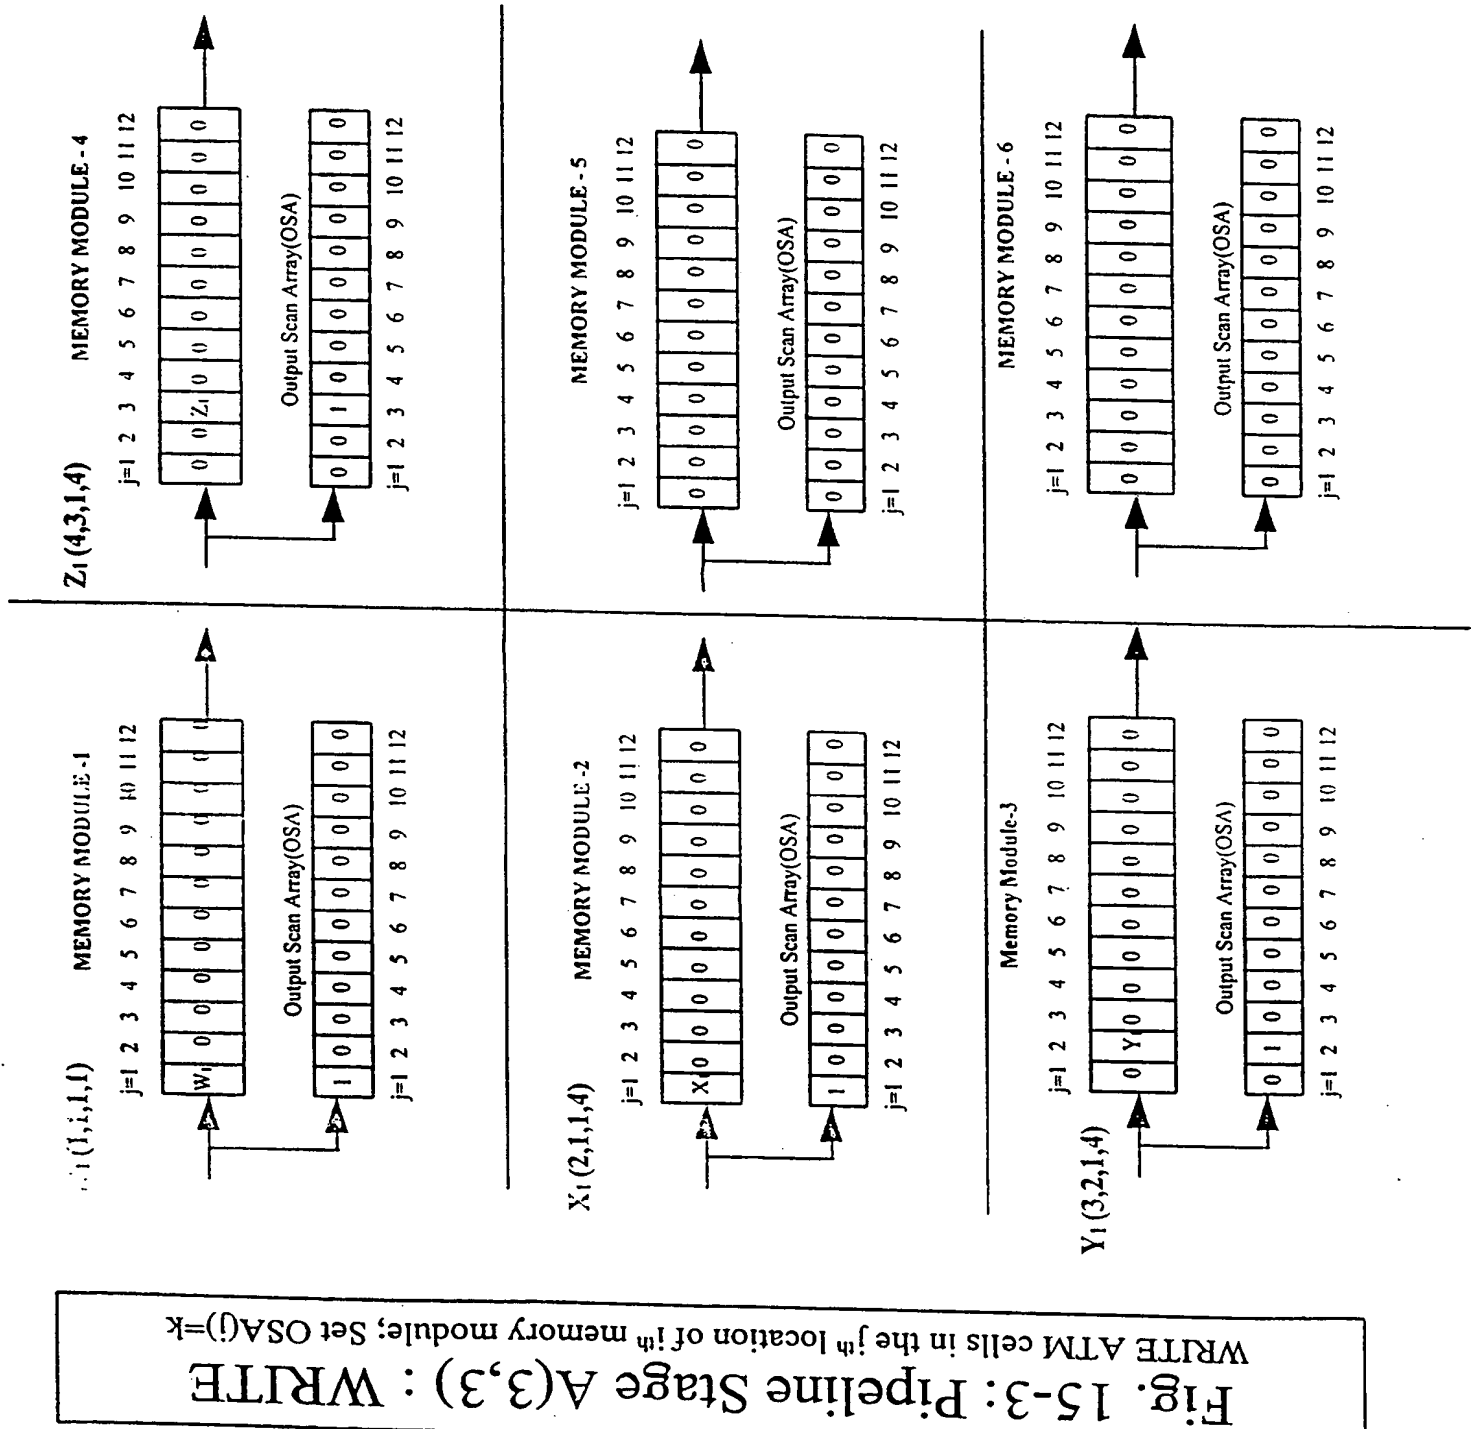 Fig. 15-3: Pipeline Stage A(3,3) : WRITE
WRITE ATM cells in the jth location of ith memory module; Set OSA(j)=k
1 (1,1,1,1)
MEMORY MODULE -1
j=1 2 3 4 5 6 7 8 9 10 11 12
W1 0 0 0 0 0 0 0 0 0 0 0
Output Scan Array(OSA)
1 0 0 0 0 0 0 0 0 0 0 0
j=1 2 3 4 5 6 7 8 9 10 11 12
Z1 (4,3,1,4)
MEMORY MODULE - 4
j=1 2 3 4 5 6 7 8 9 10 11 12
0 0 Z1 0 0 0 0 0 0 0 0 0
Output Scan Array(OSA)
0 0 1 0 0 0 0 0 0 0 0 0
j=1 2 3 4 5 6 7 8 9 10 11 12
X1 (2,1,1,4)
MEMORY MODULE -2
j=1 2 3 4 5 6 7 8 9 10 11 12
X1 0 0 0 0 0 0 0 0 0 0 0
Output Scan Array(OSA)
1 0 0 0 0 0 0 0 0 0 0 0
j=1 2 3 4 5 6 7 8 9 10 11 12
MEMORY MODULE - 5
j=1 2 3 4 5 6 7 8 9 10 11 12
0 0 0 0 0 0 0 0 0 0 0 0
Output Scan Array(OSA)
0 0 0 0 0 0 0 0 0 0 0 0
j=1 2 3 4 5 6 7 8 9 10 11 12
Y1 (3,2,1,4)
Memory Module-3
j=1 2 3 4 5 6 7 8 9 10 11 12
0 Y1 0 0 0 0 0 0 0 0 0 0
Output Scan Array(OSA)
0 1 0 0 0 0 0 0 0 0 0 0
j=1 2 3 4 5 6 7 8 9 10 11 12
MEMORY MODULE - 6
j=1 2 3 4 5 6 7 8 9 10 11 12
0 0 0 0 0 0 0 0 0 0 0 0
Output Scan Array(OSA)
0 0 0 0 0 0 0 0 0 0 0 0
j=1 2 3 4 5 6 7 8 9 10 11 12